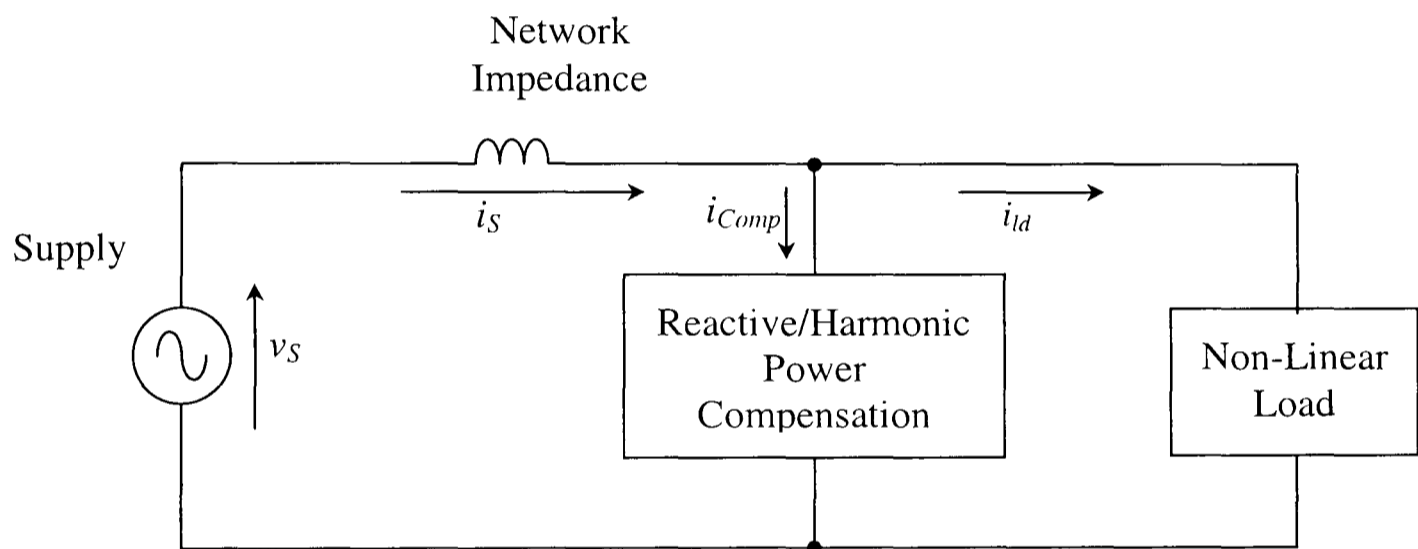 Network
Impedance
i_S
i_Comp
i_ld
Supply
v_S
Reactive/Harmonic
Power
Compensation
Non-Linear
Load